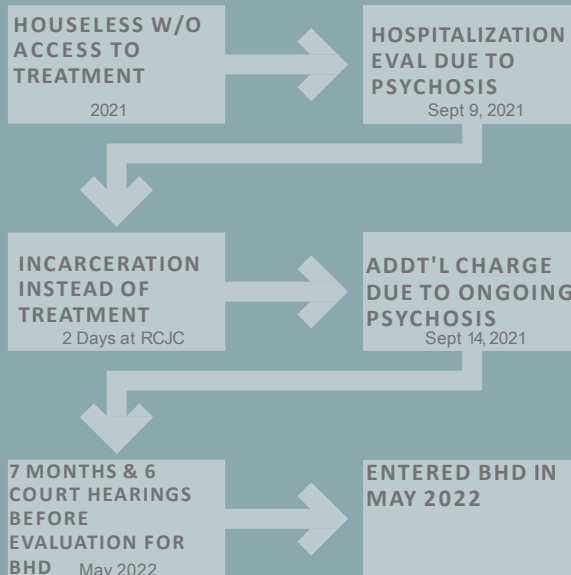 HOUSELESS W/O
ACCESS TO
TREATMENT
2021
HOSPITALIZATION
EVAL DUE TO
PSYCHOSIS
Sept 9, 2021
INCARCERATION
INSTEAD OF
TREATMENT
2 Days at RCJC
ADDT'L CHARGE
DUE TO ONGOING
PSYCHOSIS
Sept 14, 2021
7 MONTHS & 6
COURT HEARINGS
BEFORE
EVALUATION FOR
BHD May 2022
ENTERED BHD IN
MAY 2022